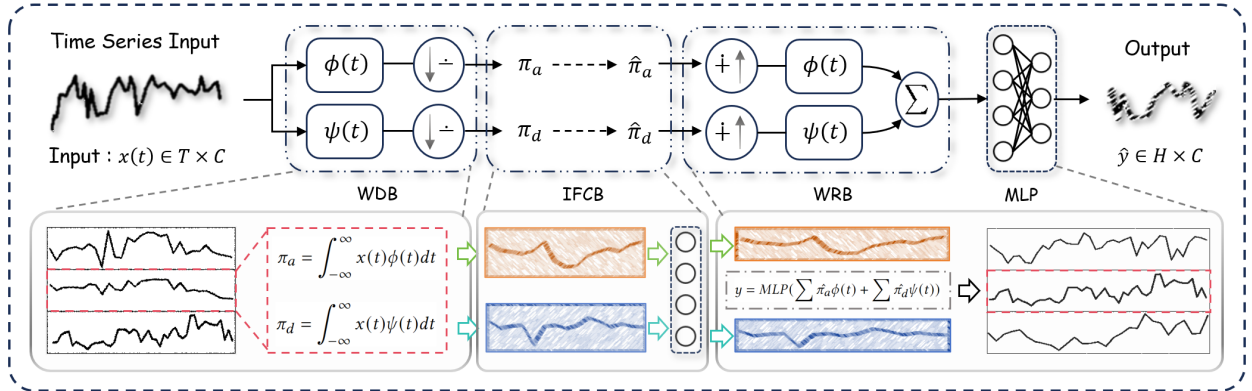 Time Series Input
Input : x(t) ∈ T × C
ϕ(t)
↓ ÷
ψ(t)
↓ ÷
WDB
π_a
π̂_a
π_d
π̂_d
IFCB
∔ ↑
ϕ(t)
∔ ↑
ψ(t)
∑
WRB
MLP
Output
ŷ ∈ H × C
π_a = ∫_{-∞}^{∞} x(t)ϕ(t)dt
π_d = ∫_{-∞}^{∞} x(t)ψ(t)dt
y = MLP(∑ π̂_a ϕ(t) + ∑ π̂_d ψ(t))